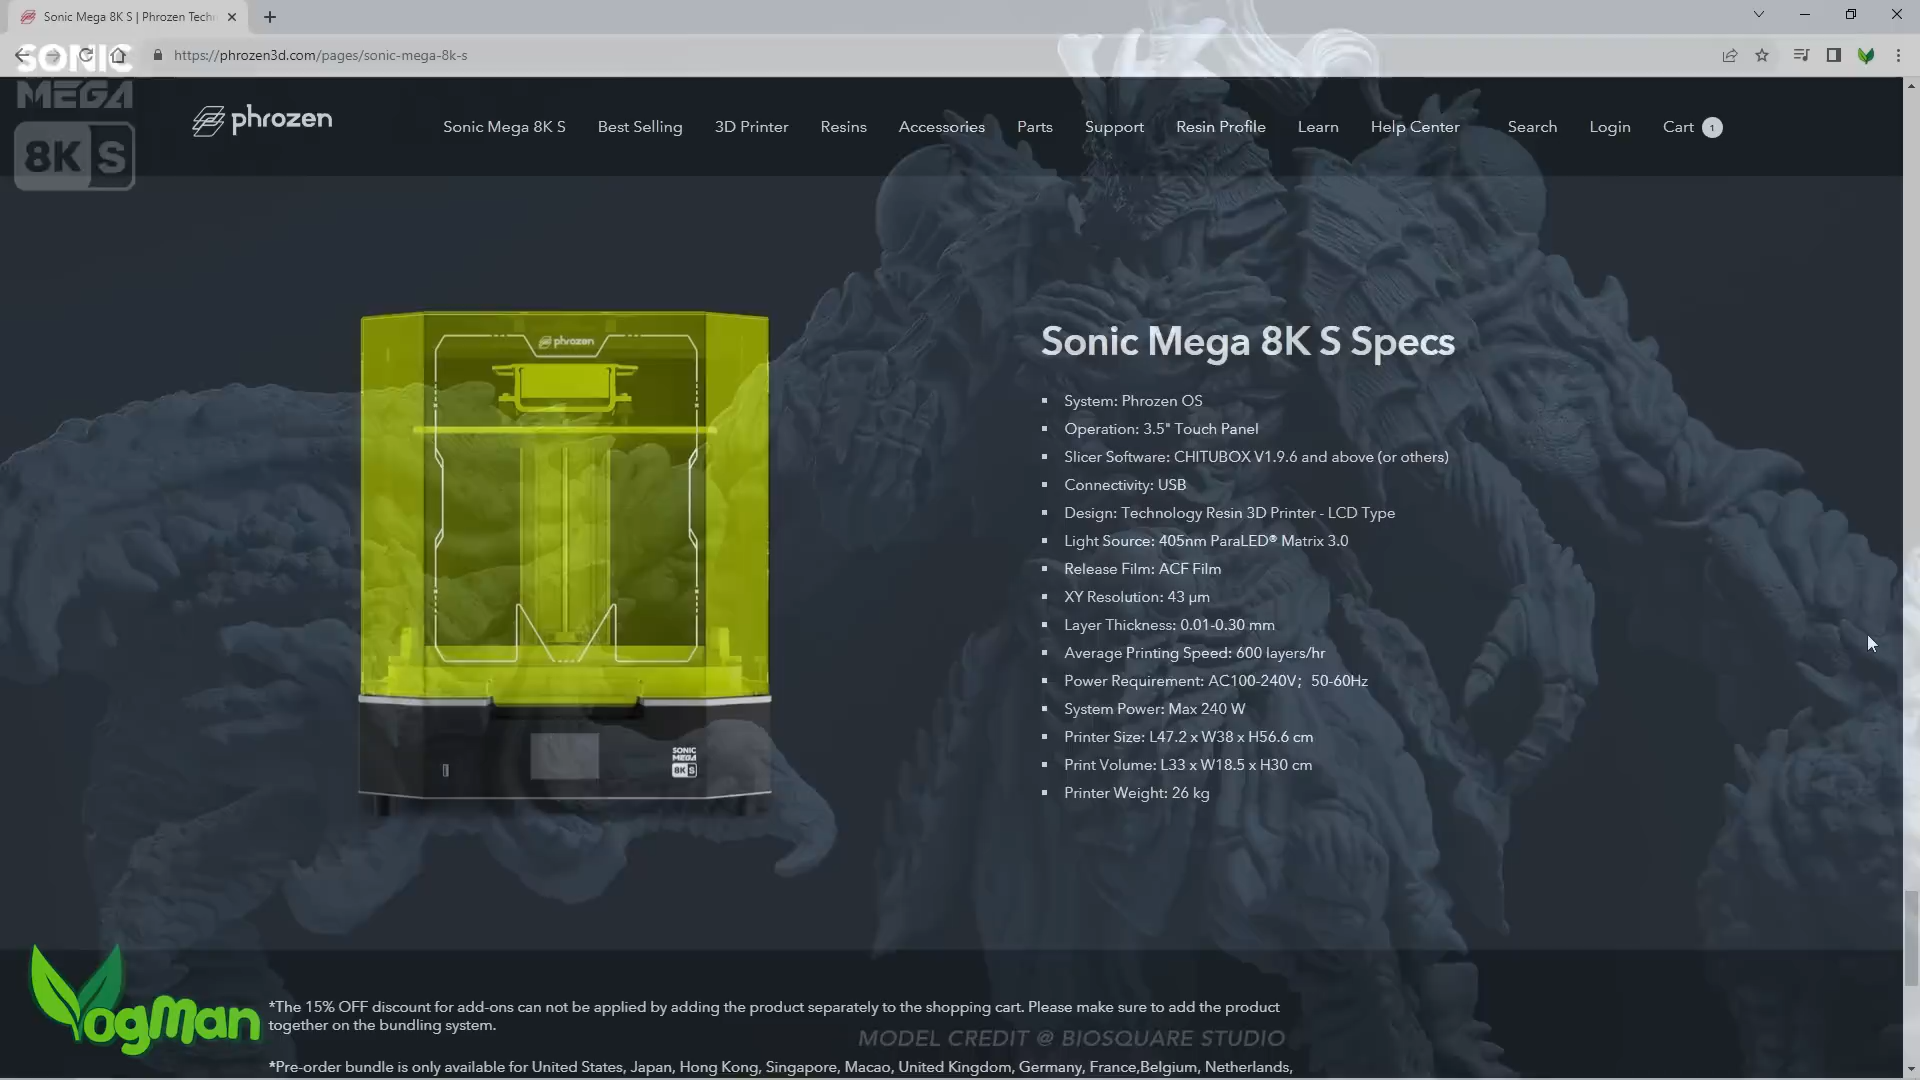 Sonic Mega 8K S | Phrozen Tech
https://phrozen3d.com/pages/sonic-mega-8k-s
SONIC
MEGA
8K S
phrozen
Sonic Mega 8K S
Best Selling
3D Printer
Resins
Accessories
Parts
Support
Resin Profile
Learn
Help Center
Search
Login
Cart 1
phrozen
SONIC
MEGA
8K S
Sonic Mega 8K S Specs
System: Phrozen OS
Operation: 3.5" Touch Panel
Slicer Software: CHITUBOX V1.9.6 and above (or others)
Connectivity: USB
Design: Technology Resin 3D Printer - LCD Type
Light Source: 405nm ParaLED® Matrix 3.0
Release Film: ACF Film
XY Resolution: 43 µm
Layer Thickness: 0.01-0.30 mm
Average Printing Speed: 600 layers/hr
Power Requirement: AC100-240V；50-60Hz
System Power: Max 240 W
Printer Size: L47.2 x W38 x H56.6 cm
Print Volume: L33 x W18.5 x H30 cm
Printer Weight: 26 kg
VogMan
*The 15% OFF discount for add-ons can not be applied by adding the product separately to the shopping cart. Please make sure to add the product
together on the bundling system.
MODEL CREDIT @ BIOSQUARE STUDIO
*Pre-order bundle is only available for United States, Japan, Hong Kong, Singapore, Macao, United Kingdom, Germany, France,Belgium, Netherlands,